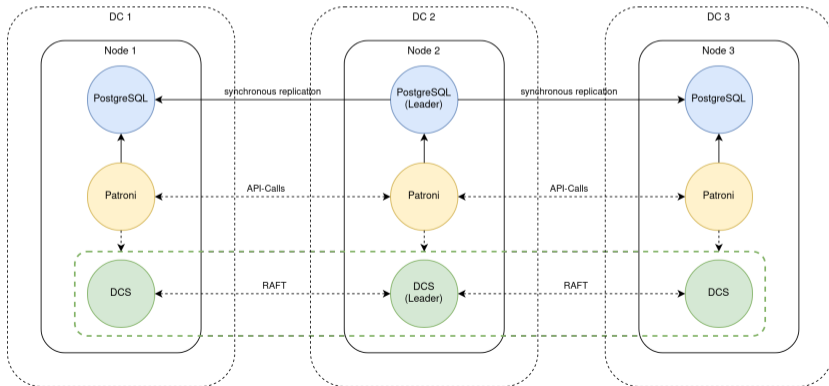 DC 1
DC 2
DC 3
Node 1
Node 2
Node 3
PostgreSQL
synchronous replication
PostgreSQL
(Leader)
synchronous replication
PostgreSQL
Patroni
API-Calls
Patroni
API-Calls
Patroni
DCS
RAFT
DCS
(Leader)
RAFT
DCS